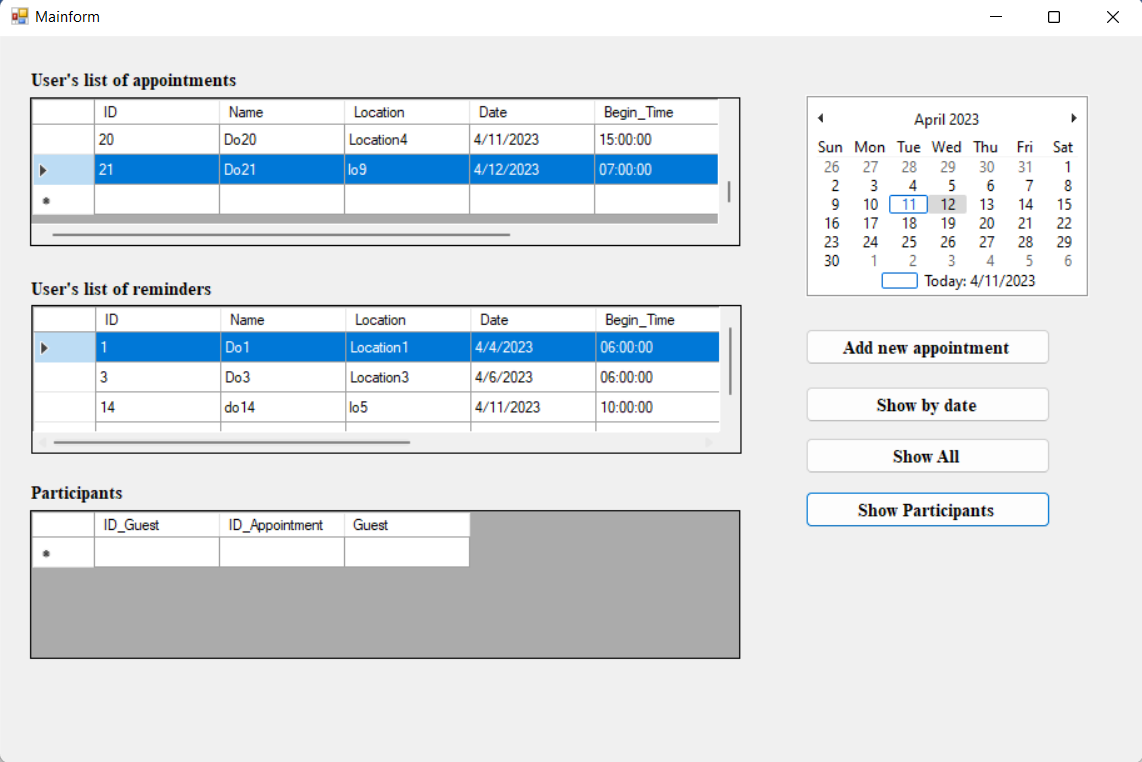 Mainform
User's list of appointments
ID Name Location Date Begin_Time
20 Do20 Location4 4/11/2023 15:00:00
21 Do21 lo9 4/12/2023 07:00:00
User's list of reminders
ID Name Location Date Begin_Time
1 Do1 Location1 4/4/2023 06:00:00
3 Do3 Location3 4/6/2023 06:00:00
14 do14 lo5 4/11/2023 10:00:00
Participants
ID_Guest ID_Appointment Guest
April 2023
Sun Mon Tue Wed Thu Fri Sat
26 27 28 29 30 31 1
2 3 4 5 6 7 8
9 10 11 12 13 14 15
16 17 18 19 20 21 22
23 24 25 26 27 28 29
30 1 2 3 4 5 6
Today: 4/11/2023
Add new appointment
Show by date
Show All
Show Participants